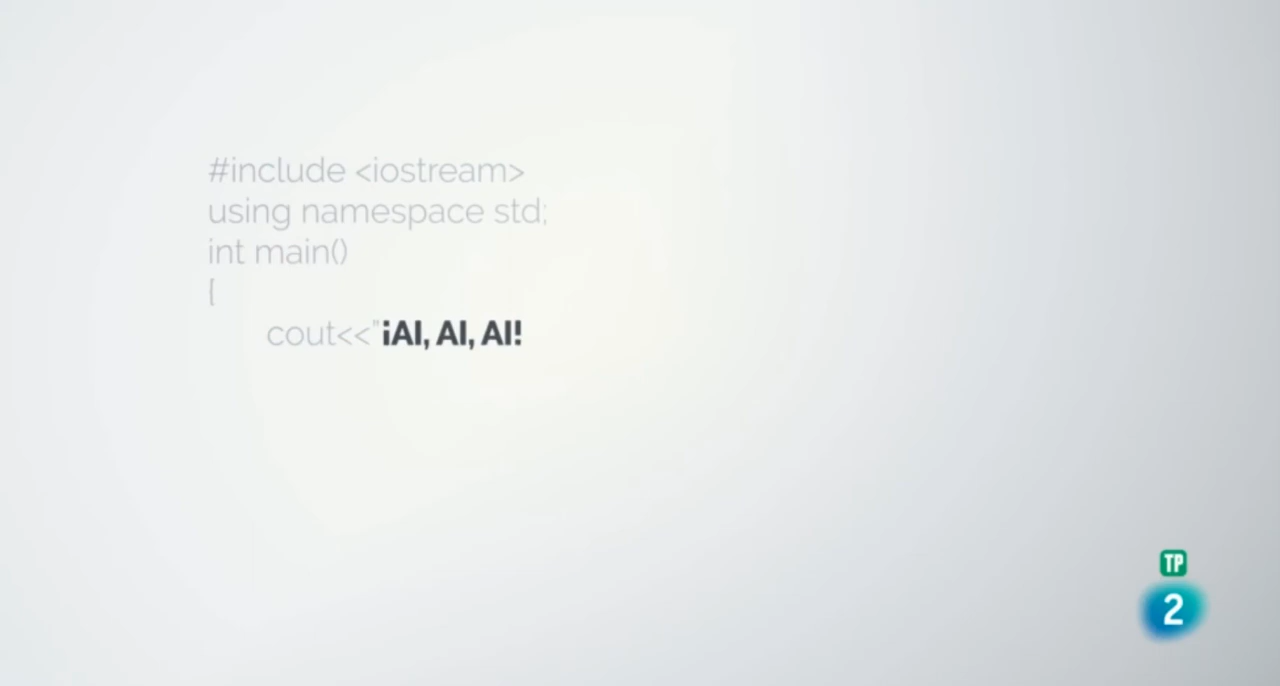 #include <iostream>
using namespace std;
int main()
{
cout<<"¡AI, AI, AI!
TP
2